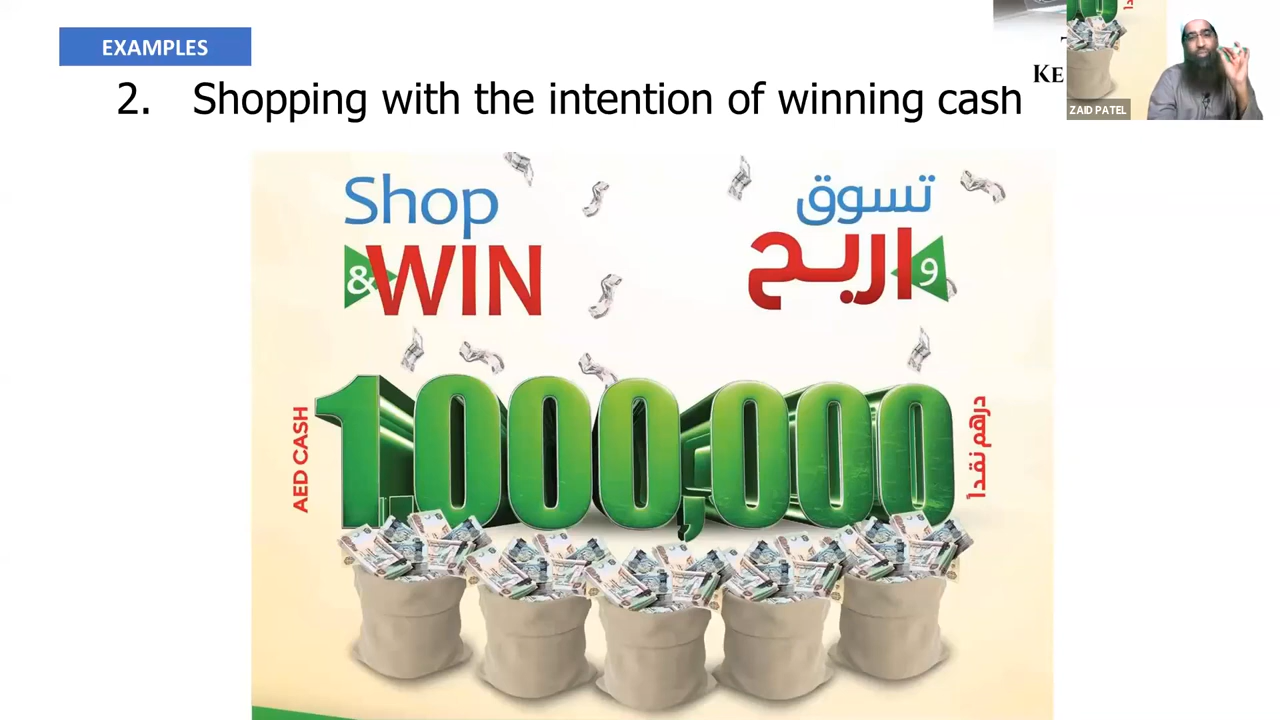 EXAMPLES
2. Shopping with the intention of winning cash
KE
ZAID PATEL
Shop
& WIN
تسوق
و اربح
AED CASH
1,000,000
درهم نقدا